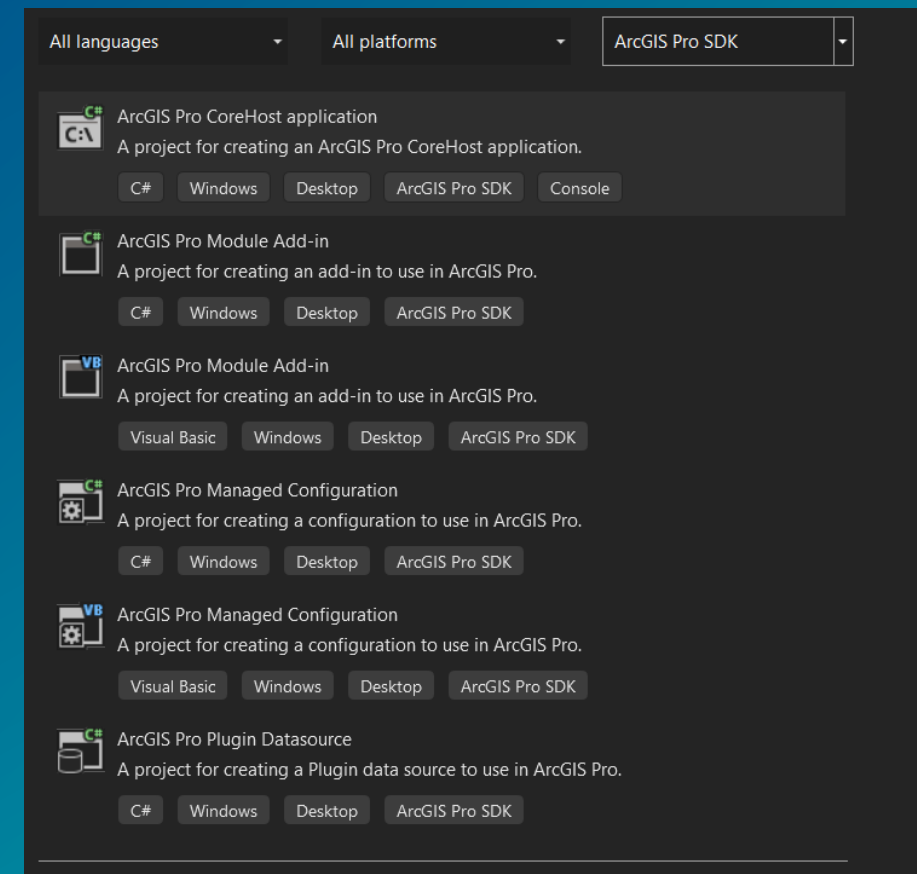 All languages All platforms ArcGIS Pro SDK
C# C:\ ArcGIS Pro CoreHost application
A project for creating an ArcGIS Pro CoreHost application.
C# Windows Desktop ArcGIS Pro SDK Console
C# ArcGIS Pro Module Add-in
A project for creating an add-in to use in ArcGIS Pro.
C# Windows Desktop ArcGIS Pro SDK
VB ArcGIS Pro Module Add-in
A project for creating an add-in to use in ArcGIS Pro.
Visual Basic Windows Desktop ArcGIS Pro SDK
C# ArcGIS Pro Managed Configuration
A project for creating a configuration to use in ArcGIS Pro.
C# Windows Desktop ArcGIS Pro SDK
VB ArcGIS Pro Managed Configuration
A project for creating a configuration to use in ArcGIS Pro.
Visual Basic Windows Desktop ArcGIS Pro SDK
C# ArcGIS Pro Plugin Datasource
A project for creating a Plugin data source to use in ArcGIS Pro.
C# Windows Desktop ArcGIS Pro SDK